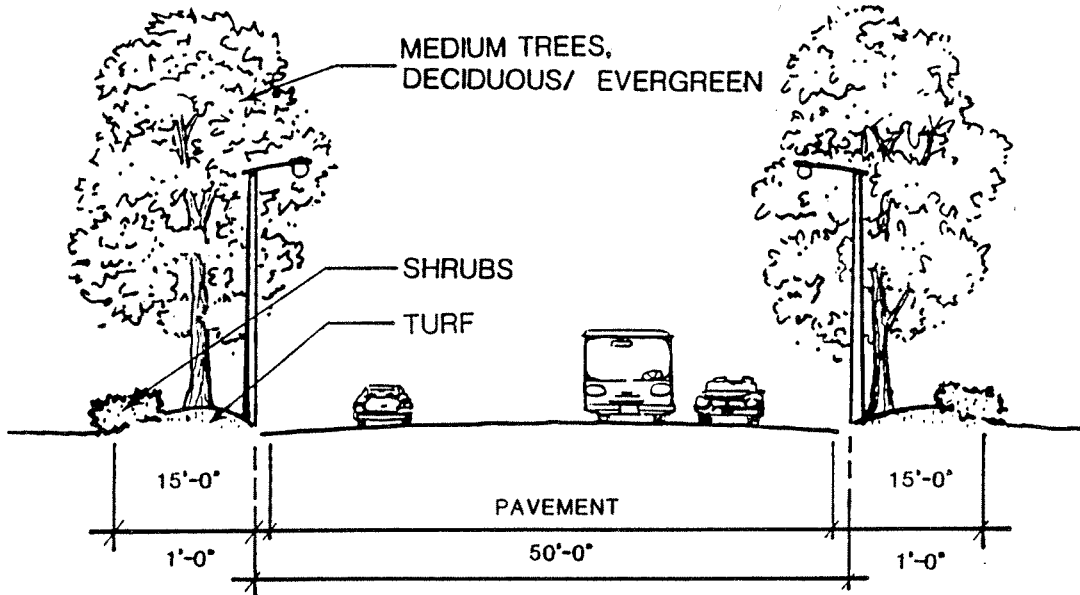 MEDIUM TREES,
DECIDUOUS/ EVERGREEN
SHRUBS
TURF
15'-0"
15'-0"
PAVEMENT
1'-0"
50'-0"
1'-0"